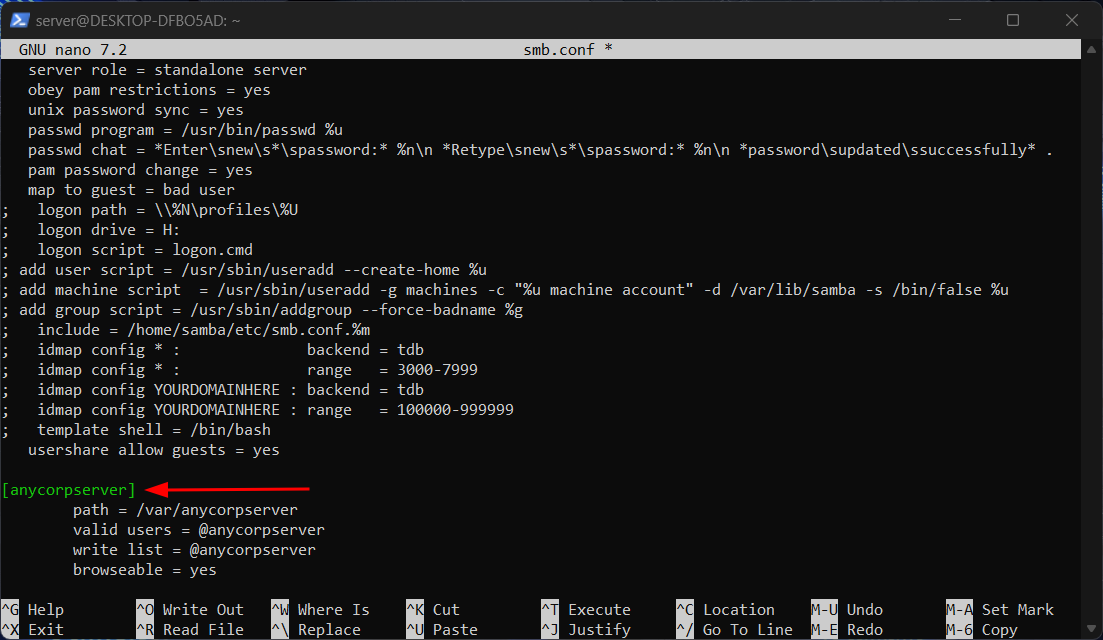 server@DESKTOP-DFBO5AD: ~
GNU nano 7.2 smb.conf *
server role = standalone server
obey pam restrictions = yes
unix password sync = yes
passwd program = /usr/bin/passwd %u
passwd chat = *Enter\snew\s*\spassword:* %n\n *Retype\snew\s*\spassword:* %n\n *password\supdated\ssuccessfully* .
pam password change = yes
map to guest = bad user
;   logon path = \\%N\profiles\%U
;   logon drive = H:
;   logon script = logon.cmd
; add user script = /usr/sbin/useradd --create-home %u
; add machine script  = /usr/sbin/useradd -g machines -c "%u machine account" -d /var/lib/samba -s /bin/false %u
; add group script = /usr/sbin/addgroup --force-badname %g
;   include = /home/samba/etc/smb.conf.%m
;   idmap config * :              backend = tdb
;   idmap config * :              range   = 3000-7999
;   idmap config YOURDOMAINHERE : backend = tdb
;   idmap config YOURDOMAINHERE : range   = 100000-999999
;   template shell = /bin/bash
usershare allow guests = yes
[anycorpserver]
path = /var/anycorpserver
valid users = @anycorpserver
write list = @anycorpserver
browseable = yes
^G Help ^O Write Out ^W Where Is ^K Cut ^T Execute ^C Location M-U Undo M-A Set Mark
^X Exit ^R Read File ^\ Replace ^U Paste ^J Justify ^/ Go To Line M-E Redo M-6 Copy